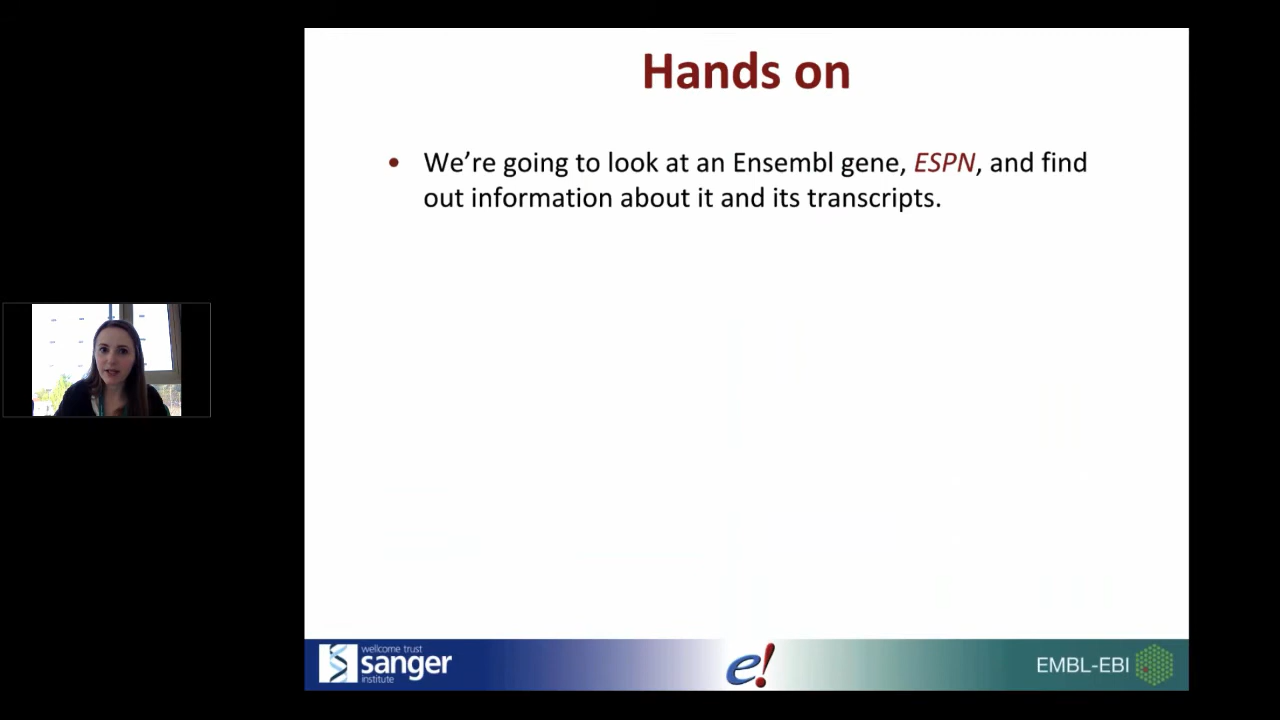 Hands on
• We're going to look at an Ensembl gene, ESPN, and find
out information about it and its transcripts.
wellcome trust
sanger
institute
e!
EMBL-EBI